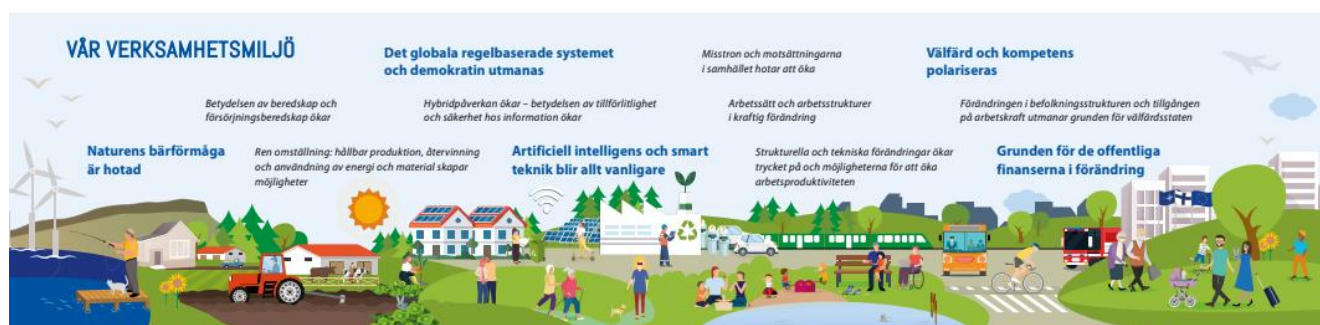 VÅR VERKSAMHETSMILJÖ
Det globala regelbaserade systemet
och demokratin utmanas
Misstron och motsättningarna
i samhället hotar att öka
Välfärd och kompetens
polariseras
Betydelsen av beredskap och
försörjningsberedskap ökar
Hybridpåverkan ökar – betydelsen av tillförlitlighet
och säkerhet hos information ökar
Arbetssätt och arbetsstrukturer
i kraftig förändring
Förändringen i befolkningsstrukturen och tillgången
på arbetskraft utmanar grunden för välfärdsstaten
Naturens bärförmåga
är hotad
Ren omställning: hållbar produktion, återvinning
och användning av energi och material skapar
möjligheter
Artificiell intelligens och smart
teknik blir allt vanligare
Strukturella och tekniska förändringar ökar
trycket på och möjligheterna för att öka
arbetsproduktiviteten
Grunden för de offentliga
finanserna i förändring